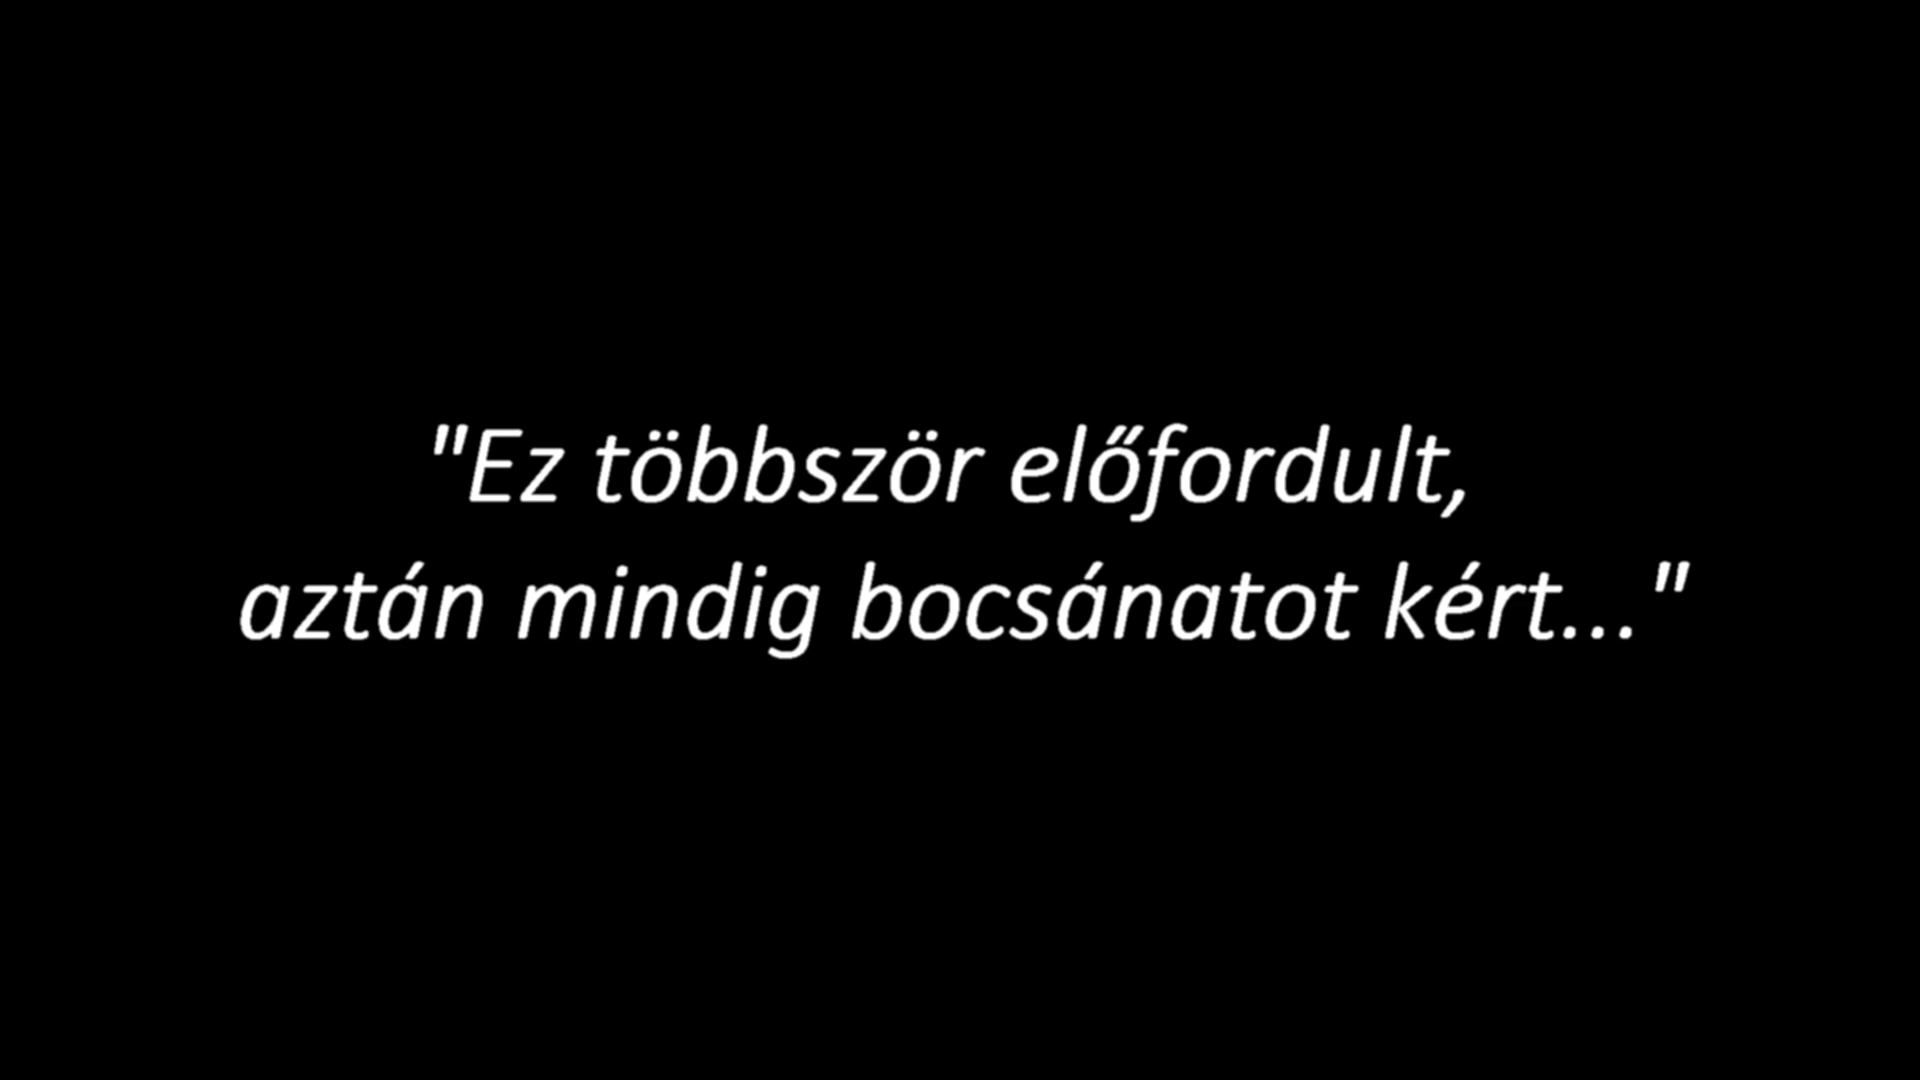 "Ez többször előfordult,
aztán mindig bocsánatot kért..."